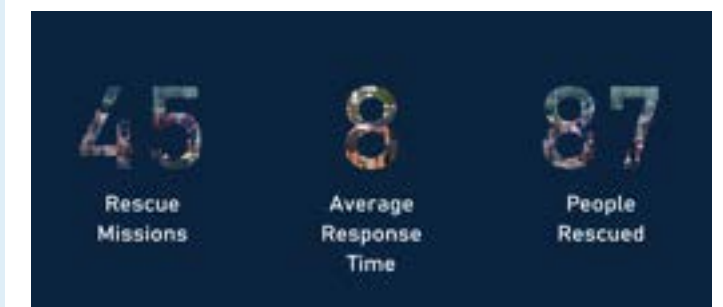 45
Rescue
Missions
8
Average
Response
Time
87
People
Rescued